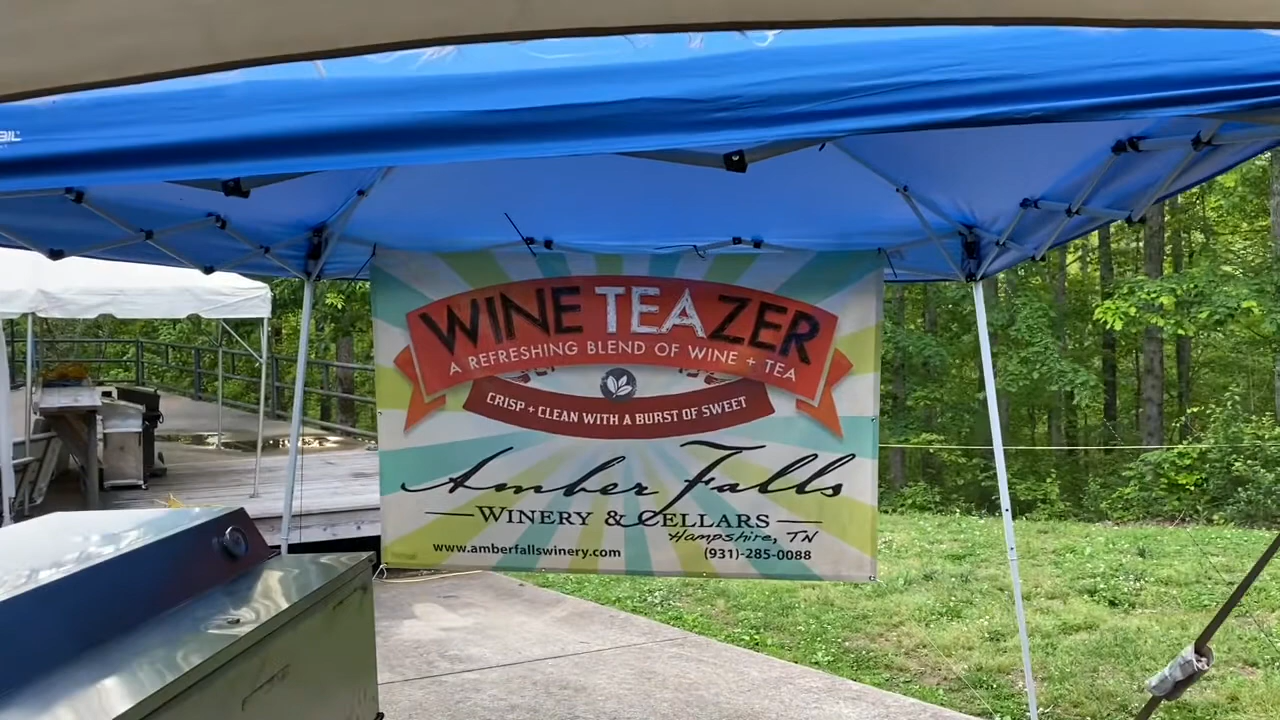 WINE TEAZER
A REFRESHING BLEND OF WINE + TEA
CRISP + CLEAN WITH A BURST OF SWEET
Amber Falls
WINERY & CELLARS
Hampshire, TN
www.amberfallswinery.com (931)-285-0088